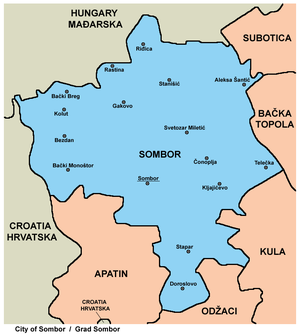 HUNGARY
MAĐARSKA
SUBOTICA
Riđica
Rastina
Stanišić
Aleksa Šantić
Bački Breg
Kolut
Gakovo
BAČKA
TOPOLA
Svetozar Miletić
Bezdan
SOMBOR
Čonoplja
Telečka
Bački Monoštor
Sombor
Kljajićevo
CROATIA
HRVATSKA
Stapar
KULA
APATIN
Doroslovo
CROATIA
HRVATSKA
ODŽACI
City of Sombor / Grad Sombor